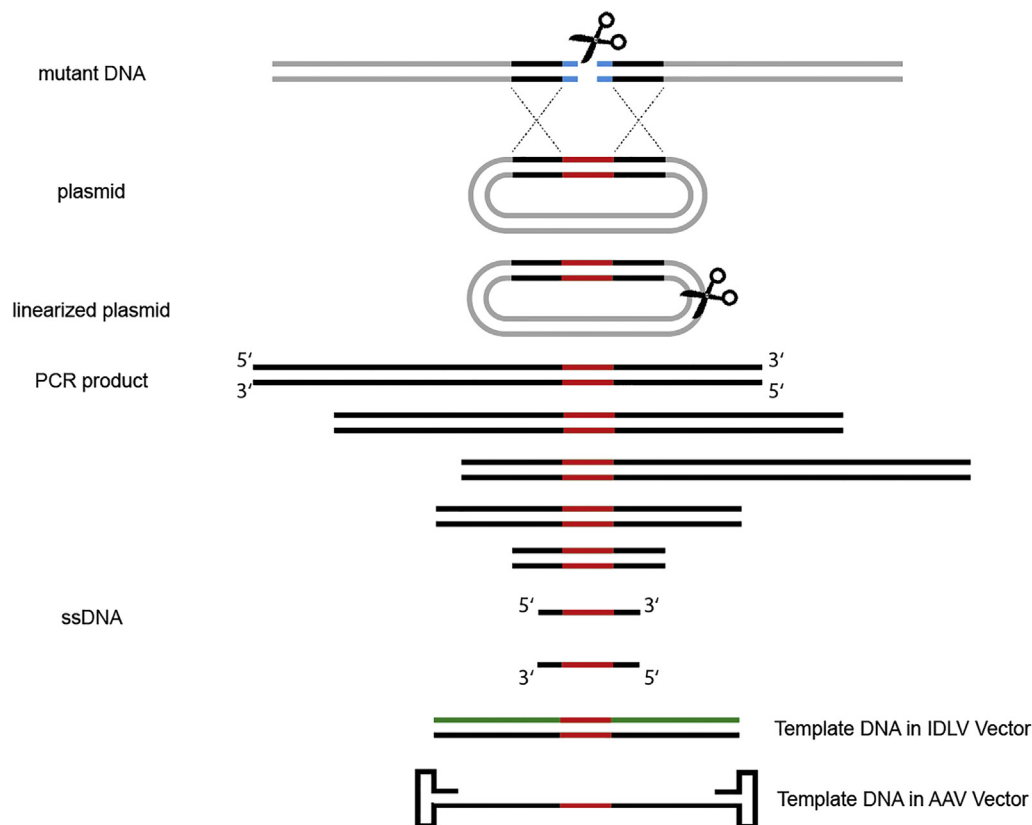 mutant DNA
plasmid
linearized plasmid
5‘ 3‘
PCR product
3‘ 5‘
5‘ 3‘
ssDNA
3‘ 5‘
Template DNA in IDLV Vector
Template DNA in AAV Vector